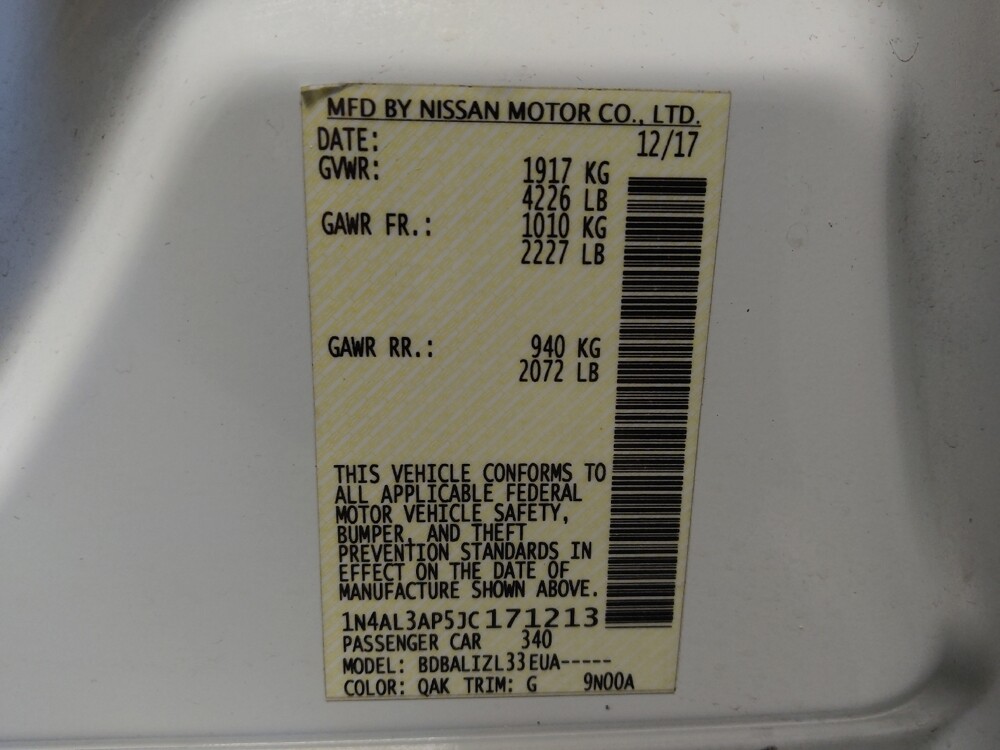 MFD BY NISSAN MOTOR CO., LTD.
DATE: 12/17
GVWR: 1917 KG
4226 LB
GAWR FR.: 1010 KG
2227 LB
GAWR RR.: 940 KG
2072 LB
THIS VEHICLE CONFORMS TO
ALL APPLICABLE FEDERAL
MOTOR VEHICLE SAFETY,
BUMPER, AND THEFT
PREVENTION STANDARDS IN
EFFECT ON THE DATE OF
MANUFACTURE SHOWN ABOVE.
1N4AL3AP5JC171213
PASSENGER CAR 340
MODEL: BDBALIZL33EUA-----
COLOR: QAK TRIM: G 9N00A